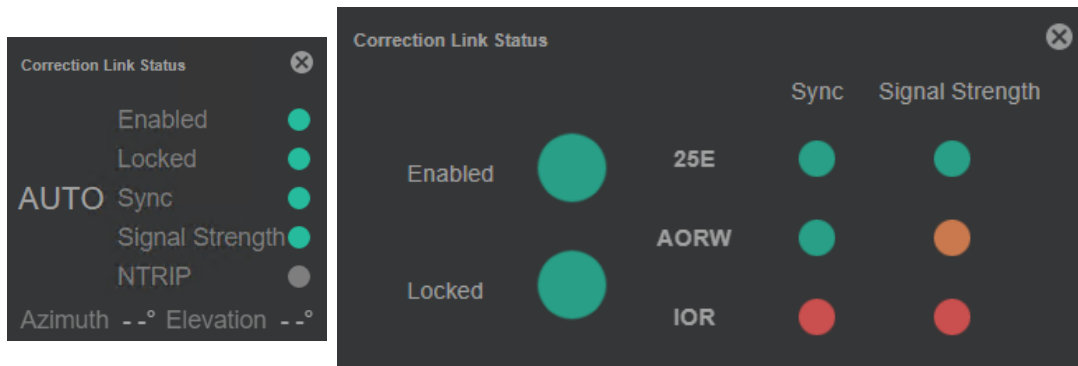 Correction Link Status
Enabled
Locked
AUTO Sync
Signal Strength
NTRIP
Azimuth --° Elevation --°
Correction Link Status
Sync Signal Strength
Enabled
25E
AORW
Locked
IOR